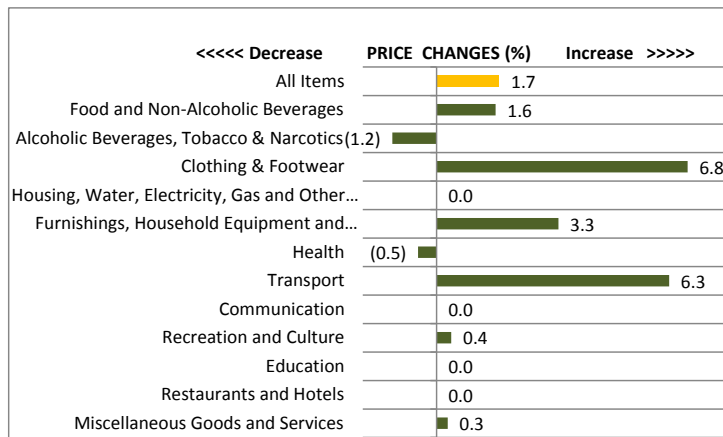 <<<<< Decrease PRICE CHANGES (%) Increase >>>>>
All Items 1.7
Food and Non-Alcoholic Beverages 1.6
Alcoholic Beverages, Tobacco & Narcotics (1.2)
Clothing & Footwear 6.8
Housing, Water, Electricity, Gas and Other... 0.0
Furnishings, Household Equipment and... 3.3
Health (0.5)
Transport 6.3
Communication 0.0
Recreation and Culture 0.4
Education 0.0
Restaurants and Hotels 0.0
Miscellaneous Goods and Services 0.3